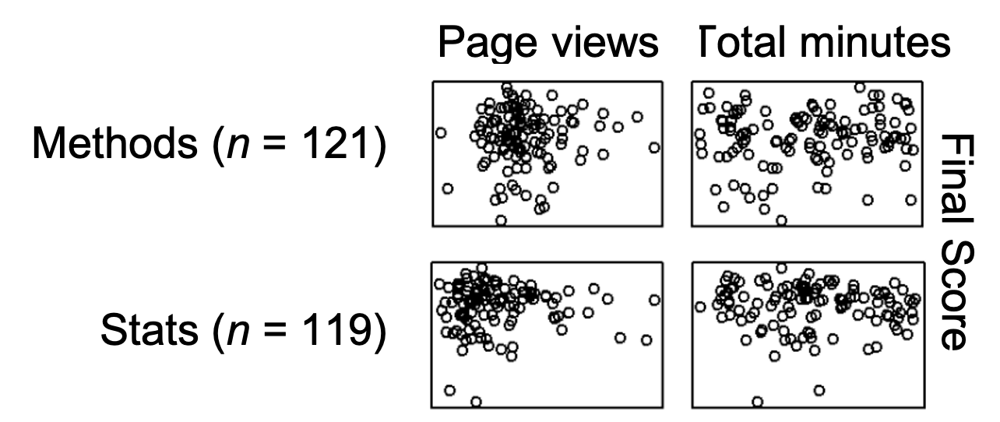 Page views
Total minutes
Methods (n = 121)
Stats (n = 119)
Final Score